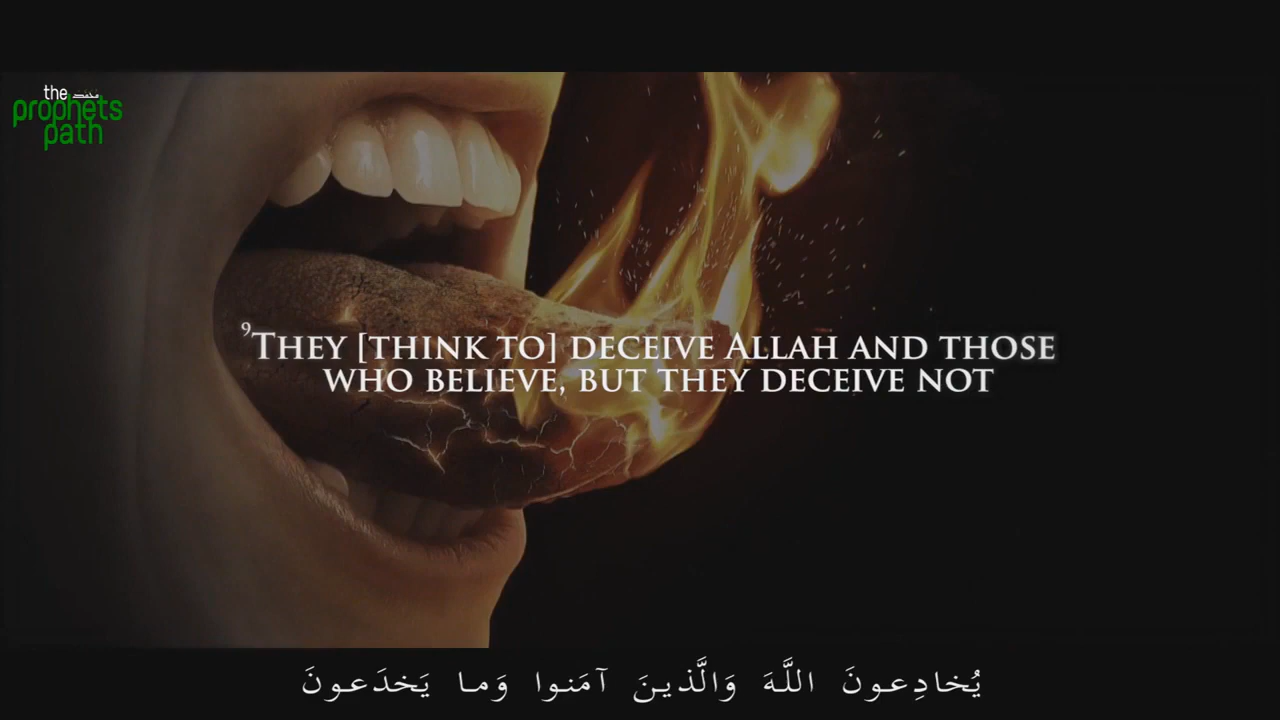 the محمد
prophets
path
⁹They [think to] deceive Allah and those
who believe, but they deceive not
يُخادِعونَ اللَّهَ وَالَّذينَ آمَنوا وَما يَخدَعونَ